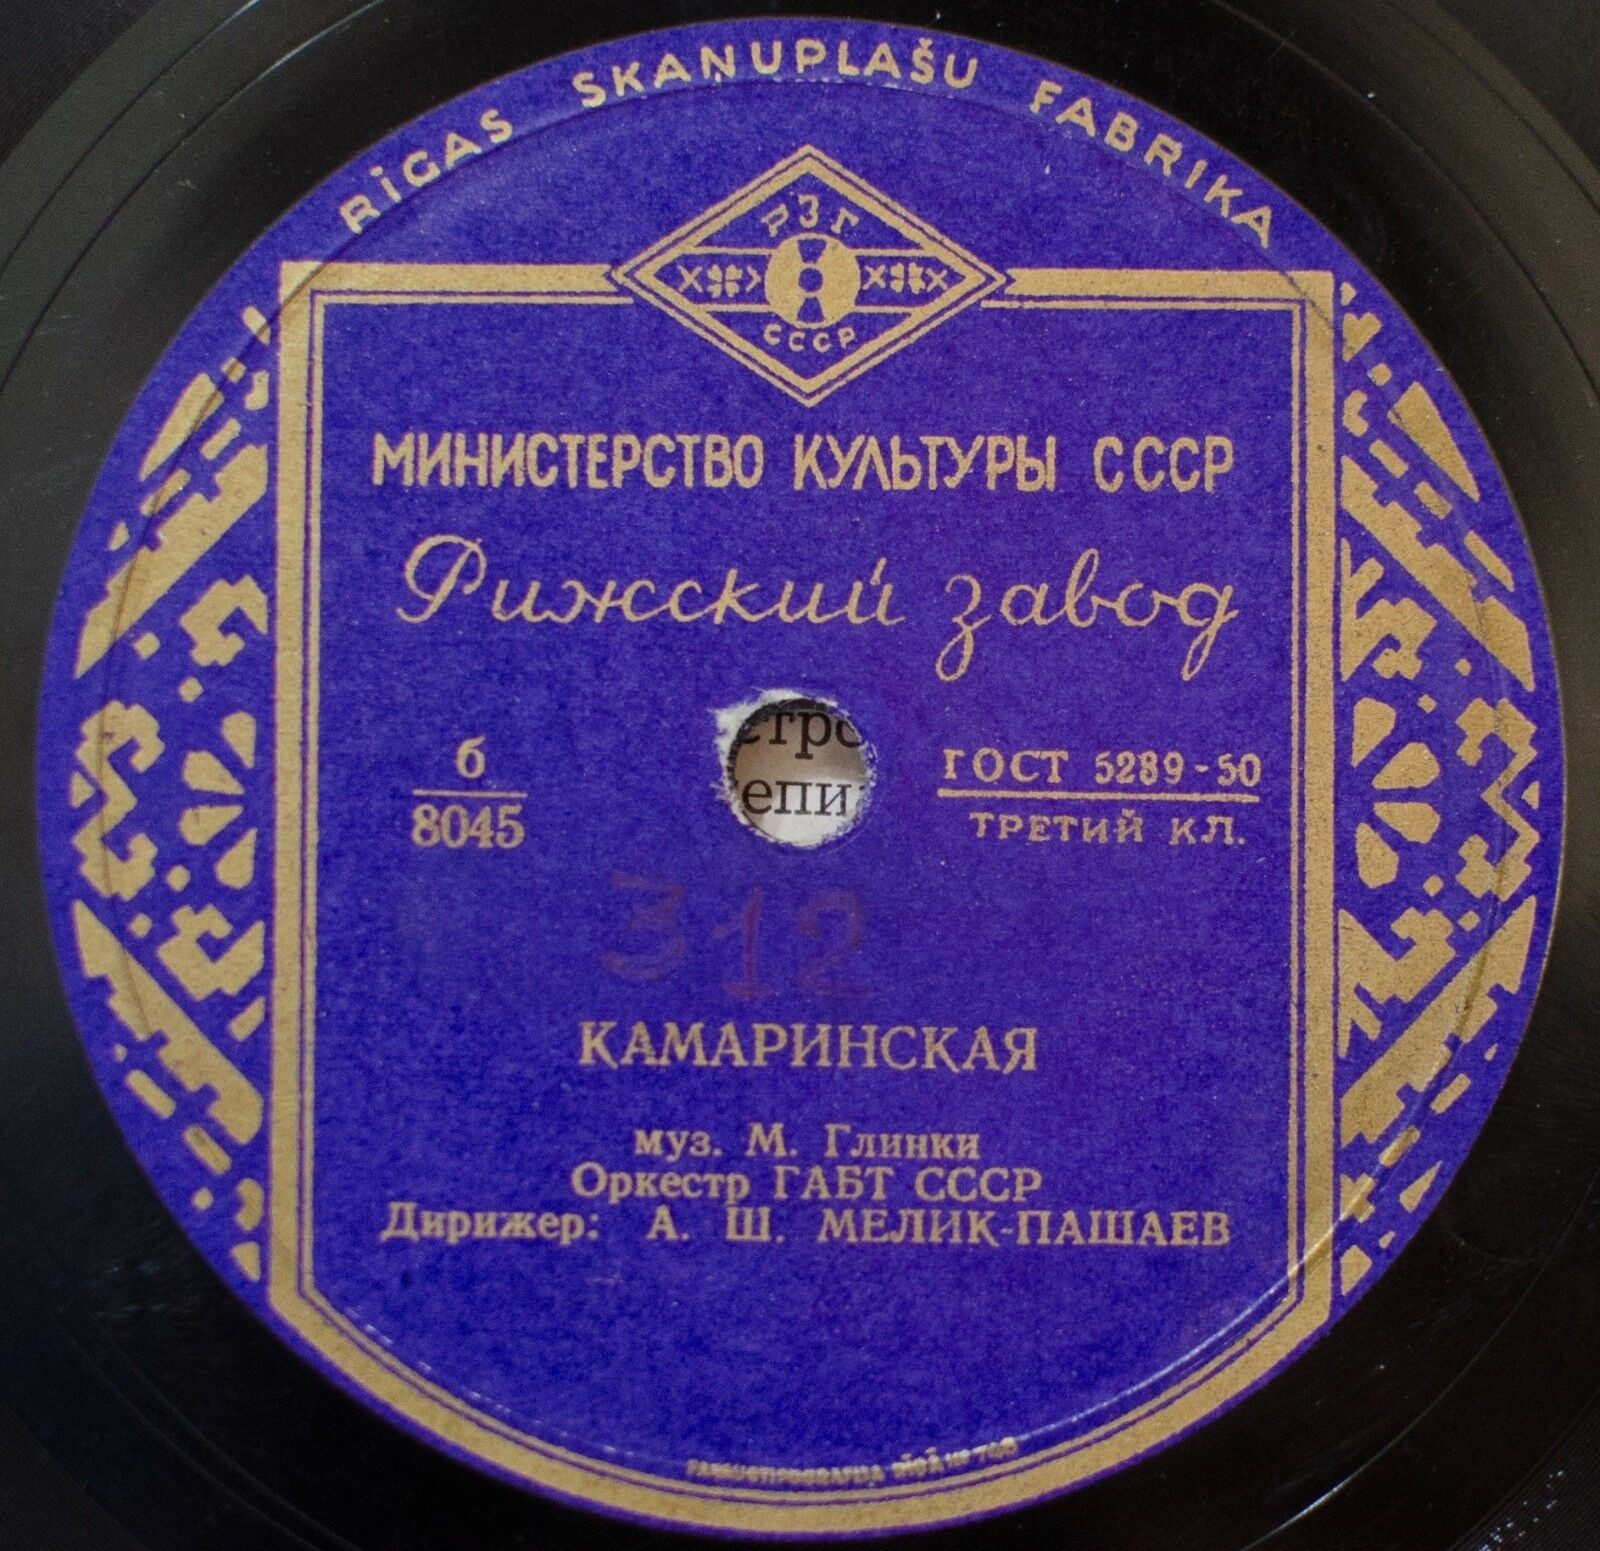 RĪGAS SKAŅUPLAŠU FABRIKA
РЗГ
СССР
МИНИСТЕРСТВО КУЛЬТУРЫ СССР
Рижский завод
б
8045
ГОСТ 5289-50
ТРЕТИЙ КЛ.
312
КАМАРИНСКАЯ
муз. М. Глинки
Оркестр ГАБТ СССР
Дирижер: А. Ш. МЕЛИК-ПАШАЕВ